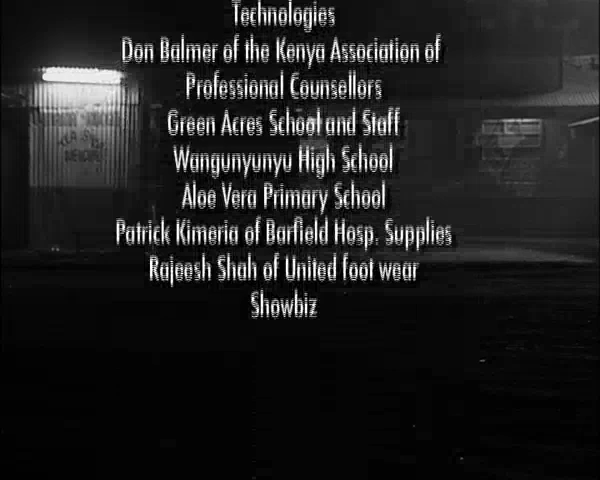 Technologies
Don Balmer of the Kenya Association of
Professional Counsellors
Green Acres School and Staff
Wangunyunyu High School
Aloe Vera Primary School
Patrick Kimeria of Barfield Hosp. Supplies
Rajeesh Shah of United foot wear
Showbiz